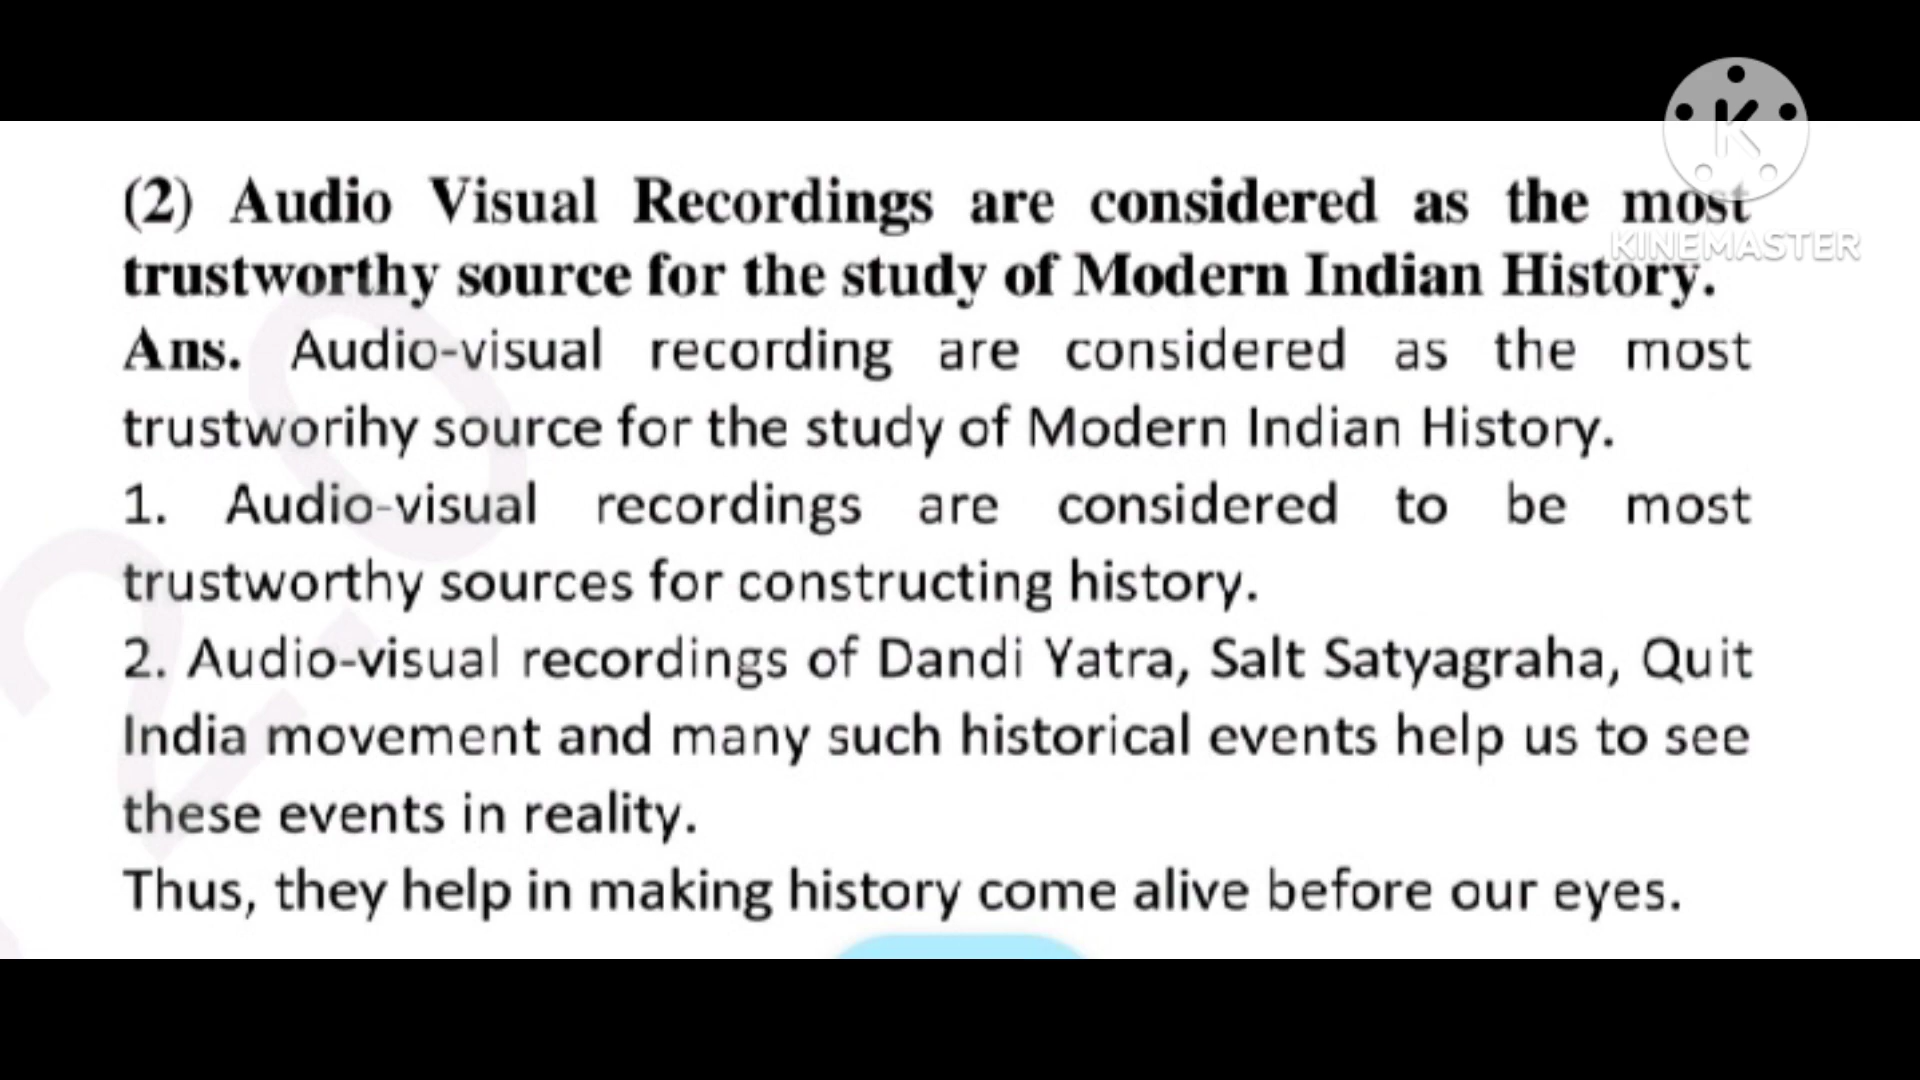 K
KINEMASTER
(2) Audio Visual Recordings are considered as the most
trustworthy source for the study of Modern Indian History.
Ans. Audio-visual recording are considered as the most
trustworihy source for the study of Modern Indian History.
1. Audio-visual recordings are considered to be most
trustworthy sources for constructing history.
2. Audio-visual recordings of Dandi Yatra, Salt Satyagraha, Quit
India movement and many such historical events help us to see
these events in reality.
Thus, they help in making history come alive before our eyes.
2.0